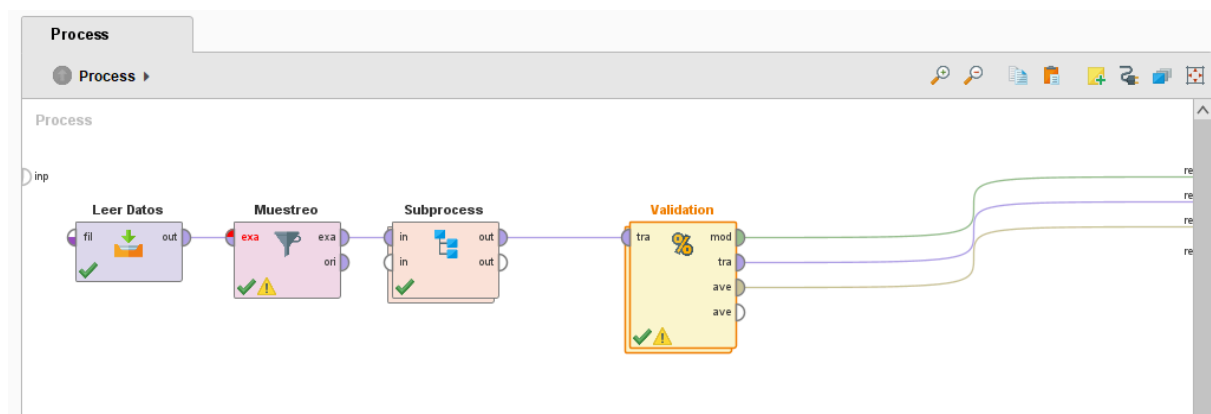 Process
Process
Process
inp
Leer Datos
fil
out
Muestreo
exa
exa
ori
Subprocess
in
out
in
out
Validation
tra
mod
tra
ave
ave
%
re
re
re
re